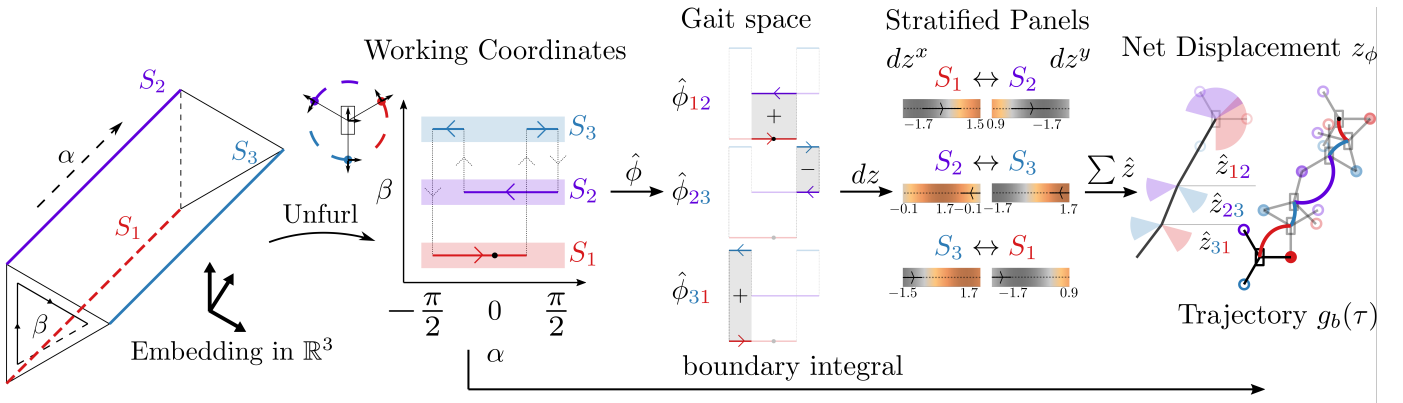 S₂
α
S₃
S₁
β
Embedding in ℝ³
Unfurl
Working Coordinates
β
S₃
S₂
S₁
−π/2 0 π/2
α
ϕ̂
Gait space
ϕ̂₁₂
+
−
ϕ̂₂₃
ϕ̂₃₁
+
boundary integral
dz
Stratified Panels
dzˣ dzʸ
S₁ ↔ S₂
−1.7 1.5 0.9 −1.7
S₂ ↔ S₃
−0.1 1.7 −0.1 −1.7 1.7
S₃ ↔ S₁
−1.5 1.7 −1.7 0.9
∑ ẑ
Net Displacement z_ϕ
ẑ₁₂
ẑ₂₃
ẑ₃₁
Trajectory g_b(τ)